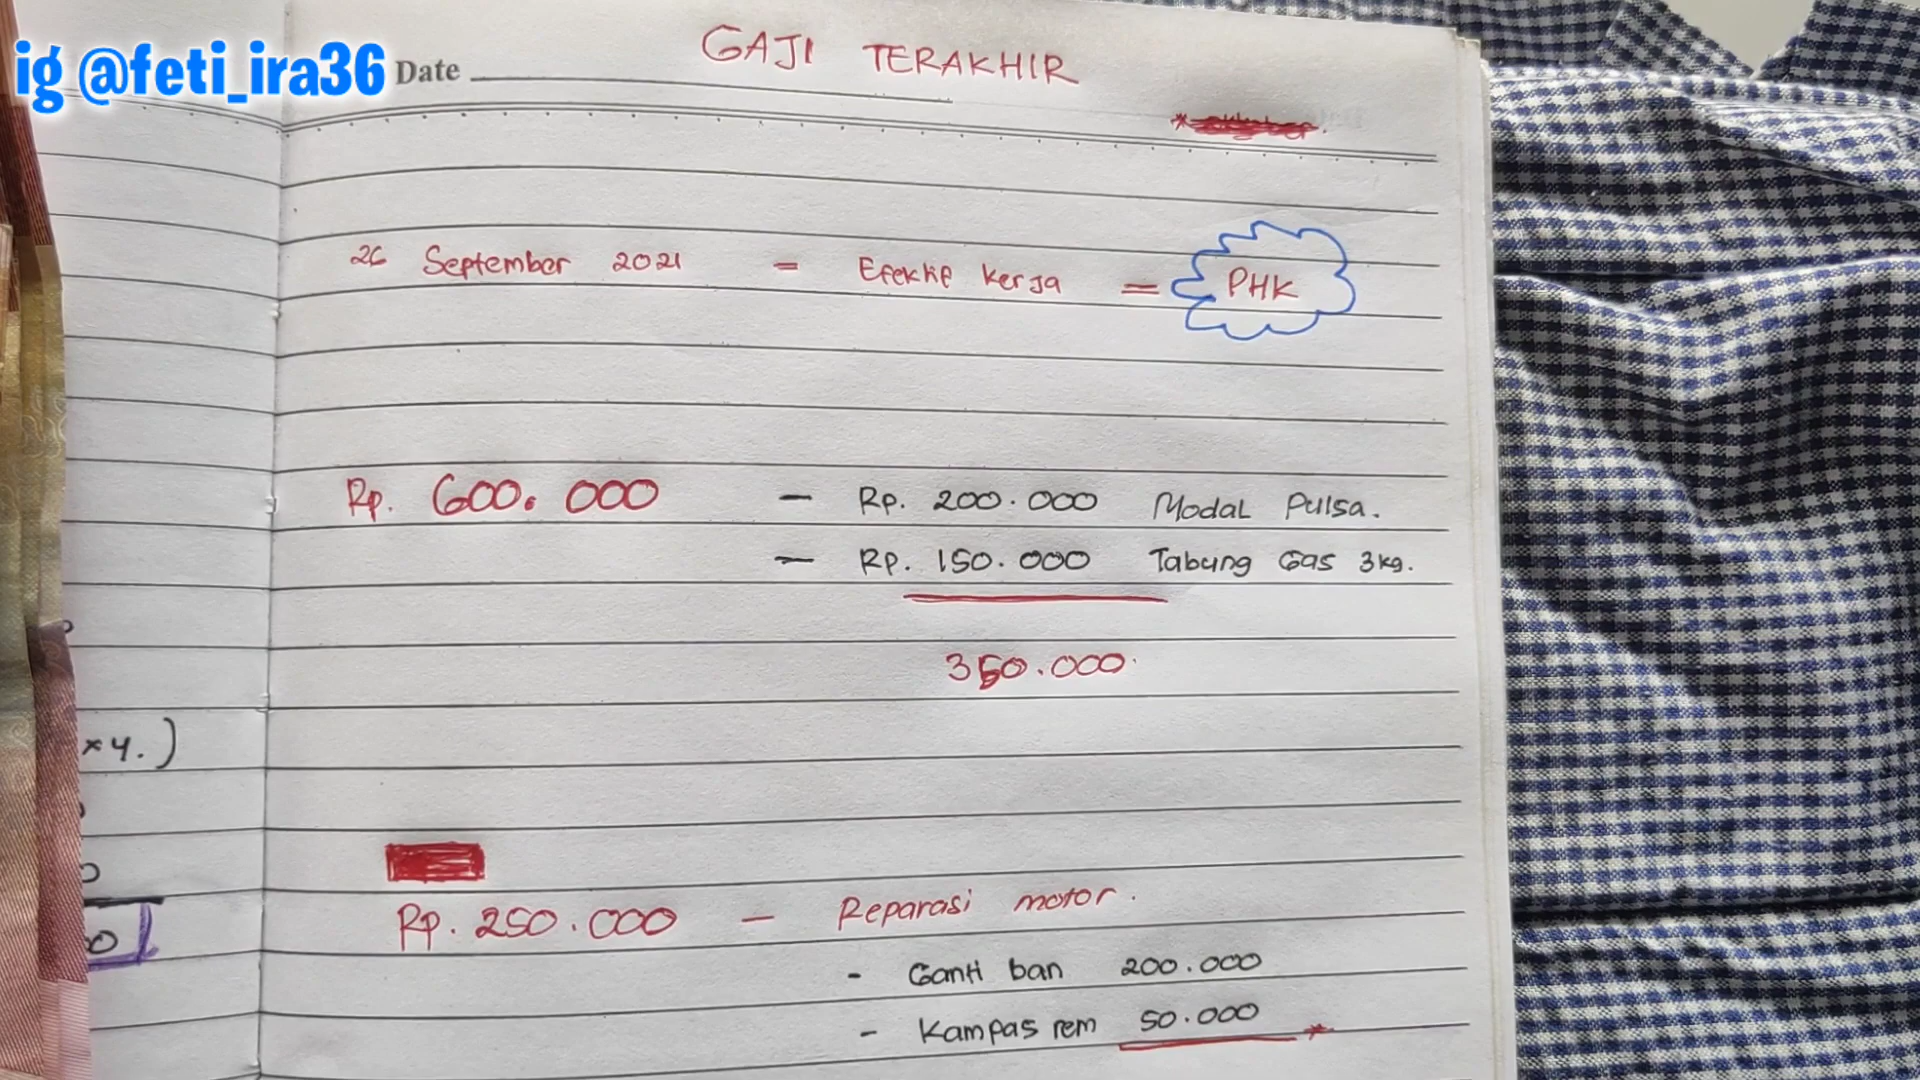 ig @feti_ira36
Date
GAJI TERAKHIR
26 September 2021 = Efektif kerja = PHK
Rp. 600.000 - Rp. 200.000 Modal Pulsa.
- Rp. 150.000 Tabung Gas 3kg.
350.000
x 4.)
Rp. 250.000 - Reparasi motor.
- Ganti ban 200.000
- Kampas rem 50.000 *